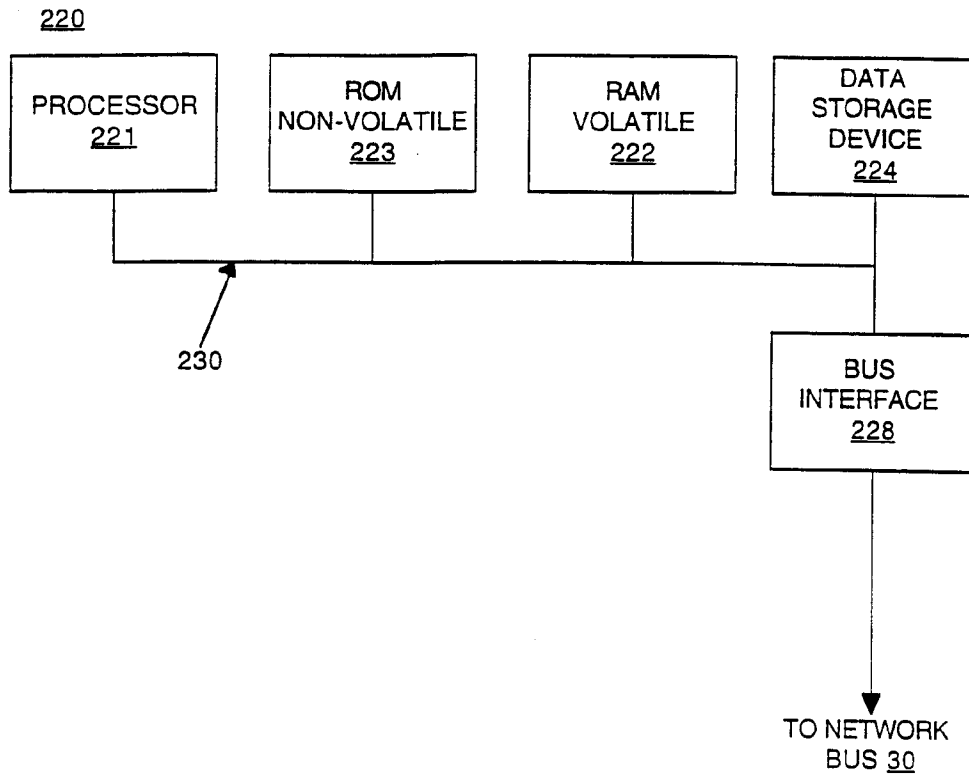 220
PROCESSOR
221
ROM
NON-VOLATILE
223
RAM
VOLATILE
222
DATA
STORAGE
DEVICE
224
230
BUS
INTERFACE
228
TO NETWORK
BUS 30